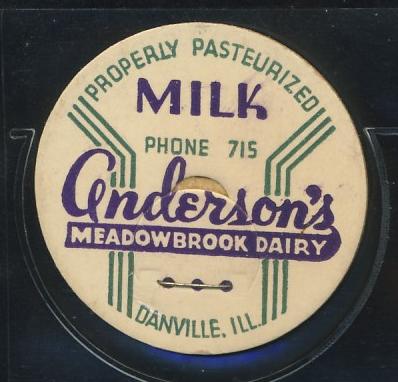 PROPERLY PASTEURIZED
MILK
PHONE 715
Anderson's
MEADOWBROOK DAIRY
DANVILLE, ILL.